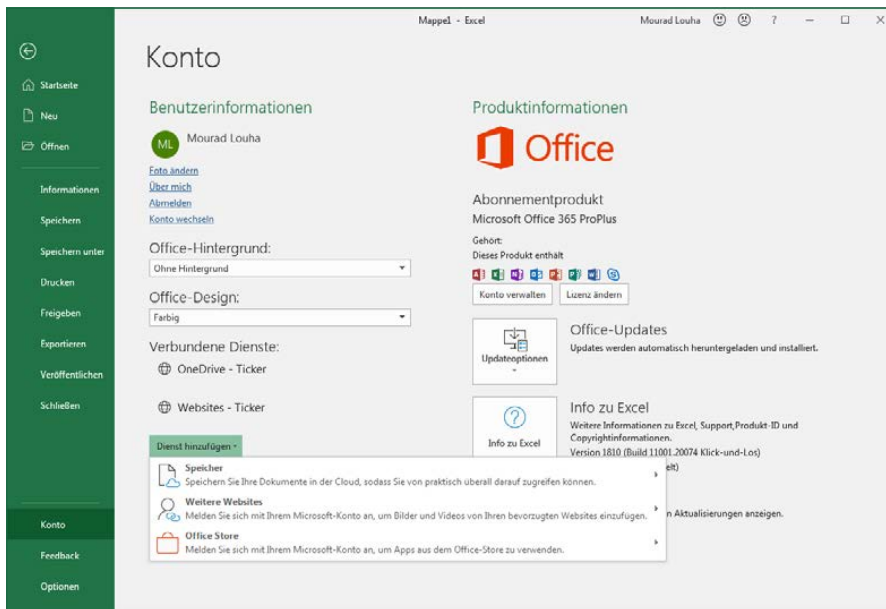 Mappe1 - Excel
Mourad Louha
?
Konto
Startseite
Neu
Öffnen
Informationen
Speichern
Speichern unter
Drucken
Freigeben
Exportieren
Veröffentlichen
Schließen
Konto
Feedback
Optionen
Benutzerinformationen
ML
Mourad Louha
Foto ändern
Über mich
Abmelden
Konto wechseln
Office-Hintergrund:
Ohne Hintergrund
Office-Design:
Farbig
Verbundene Dienste:
OneDrive - Ticker
Websites - Ticker
Dienst hinzufügen
Speicher
Speichern Sie Ihre Dokumente in der Cloud, sodass Sie von praktisch überall darauf zugreifen können.
Weitere Websites
Melden Sie sich mit Ihrem Microsoft-Konto an, um Bilder und Videos von Ihren bevorzugten Websites einzufügen.
Office Store
Melden Sie sich mit Ihrem Microsoft-Konto an, um Apps aus dem Office-Store zu verwenden.
Produktinformationen
Office
Abonnementprodukt
Microsoft Office 365 ProPlus
Gehört:
Dieses Produkt enthält
Konto verwalten
Lizenz ändern
Updateoptionen
Office-Updates
Updates werden automatisch heruntergeladen und installiert.
Info zu Excel
Info zu Excel
Weitere Informationen zu Excel, Support,Produkt-ID und
Copyrightinformationen.
Version 1810 (Build 11001.20074 Klick-und-Los)
elt)
n Aktualisierungen anzeigen.